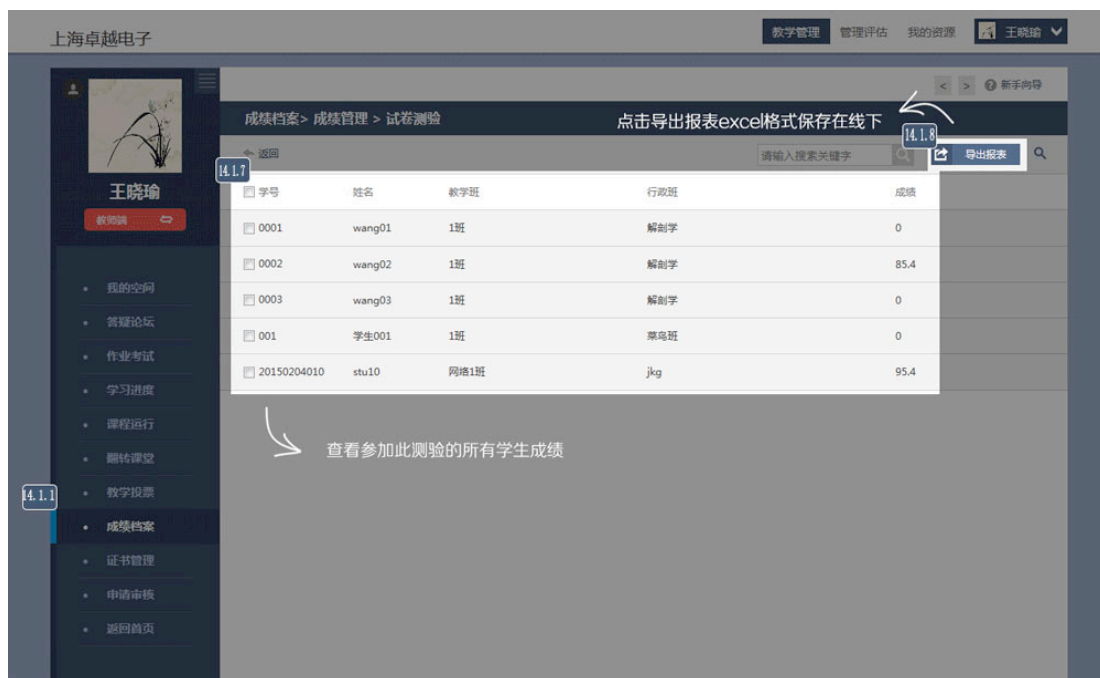 上海卓越电子
教学管理 管理评估 我的资源 王晓瑜
< > ? 新手向导
成绩档案> 成绩管理 > 试卷测验
点击导出报表excel格式保存在线下
14.1.8
返回
请输入搜索关键字
导出报表
14.1.7
王晓瑜
教师端
学号 姓名 教学班 行政班 成绩
0001 wang01 1班 解剖学 0
0002 wang02 1班 解剖学 85.4
0003 wang03 1班 解剖学 0
001 学生001 1班 菜鸟班 0
20150204010 stu10 网络1班 jkg 95.4
查看参加此测验的所有学生成绩
我的空间
答疑论坛
作业考试
学习进度
课程运行
翻转课堂
教学投票
14.1.1
成绩档案
证书管理
申请审核
返回首页